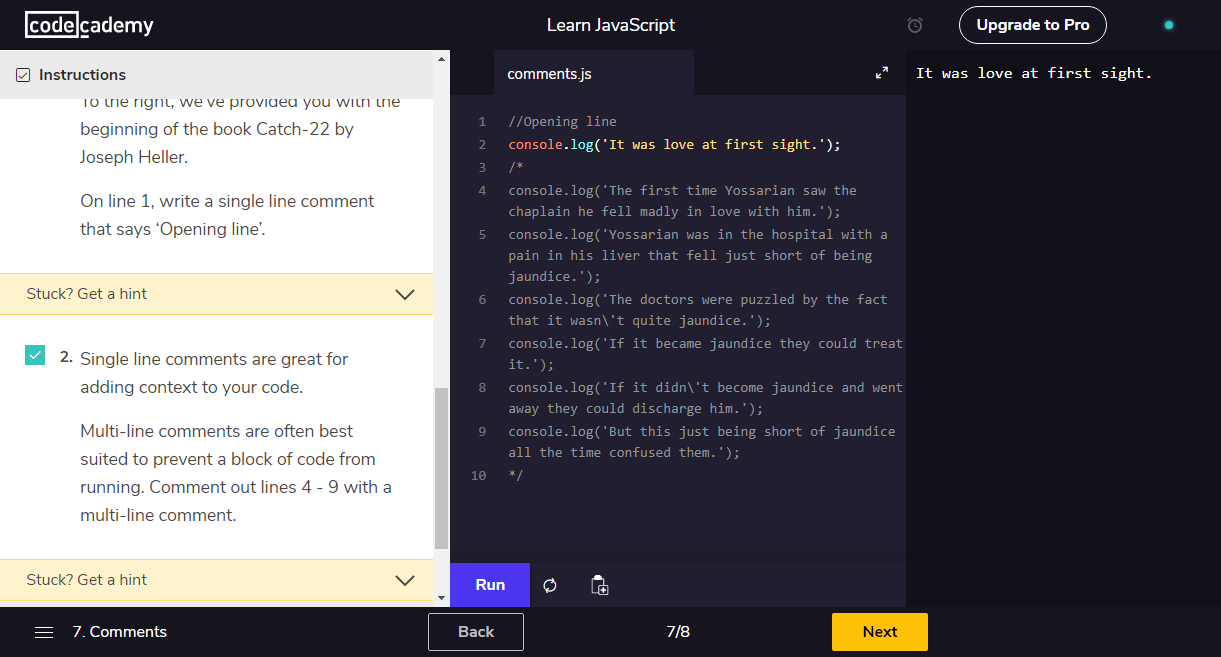 codecademy
Learn JavaScript
Upgrade to Pro
Instructions
To the right, we've provided you with the
beginning of the book Catch-22 by
Joseph Heller.
On line 1, write a single line comment
that says ‘Opening line’.
Stuck? Get a hint
2. Single line comments are great for
adding context to your code.
Multi-line comments are often best
suited to prevent a block of code from
running. Comment out lines 4 - 9 with a
multi-line comment.
Stuck? Get a hint
comments.js
1 //Opening line
2 console.log('It was love at first sight.');
3 /*
4 console.log('The first time Yossarian saw the
chaplain he fell madly in love with him.');
5 console.log('Yossarian was in the hospital with a
pain in his liver that fell just short of being
jaundice.');
6 console.log('The doctors were puzzled by the fact
that it wasn\'t quite jaundice.');
7 console.log('If it became jaundice they could treat
it.');
8 console.log('If it didn\'t become jaundice and went
away they could discharge him.');
9 console.log('But this just being short of jaundice
all the time confused them.');
10 */
It was love at first sight.
Run
7. Comments
Back
7/8
Next